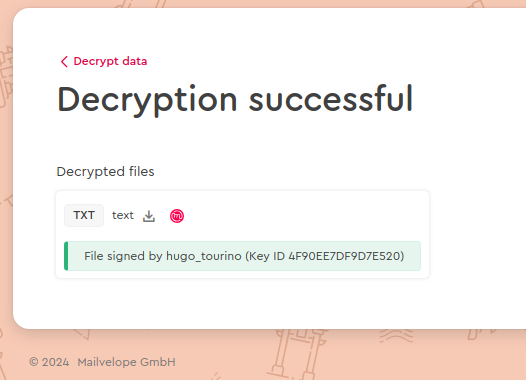 Decrypt data
Decryption successful
Decrypted files
TXT text
File signed by hugo_tourino (Key ID 4F90EE7DF9D7E520)
© 2024 Mailvelope GmbH